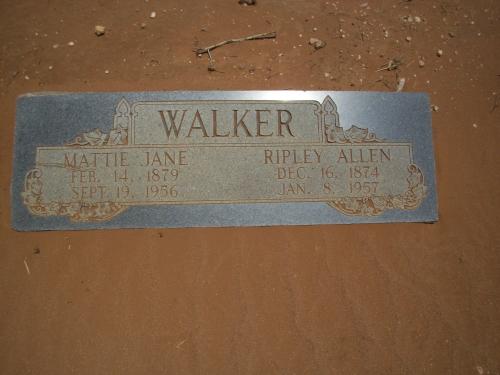 WALKER
MATTIE JANE
FEB. 14, 1879
SEPT. 19, 1956
RIPLEY ALLEN
DEC. 16, 1874
JAN. 8, 1957